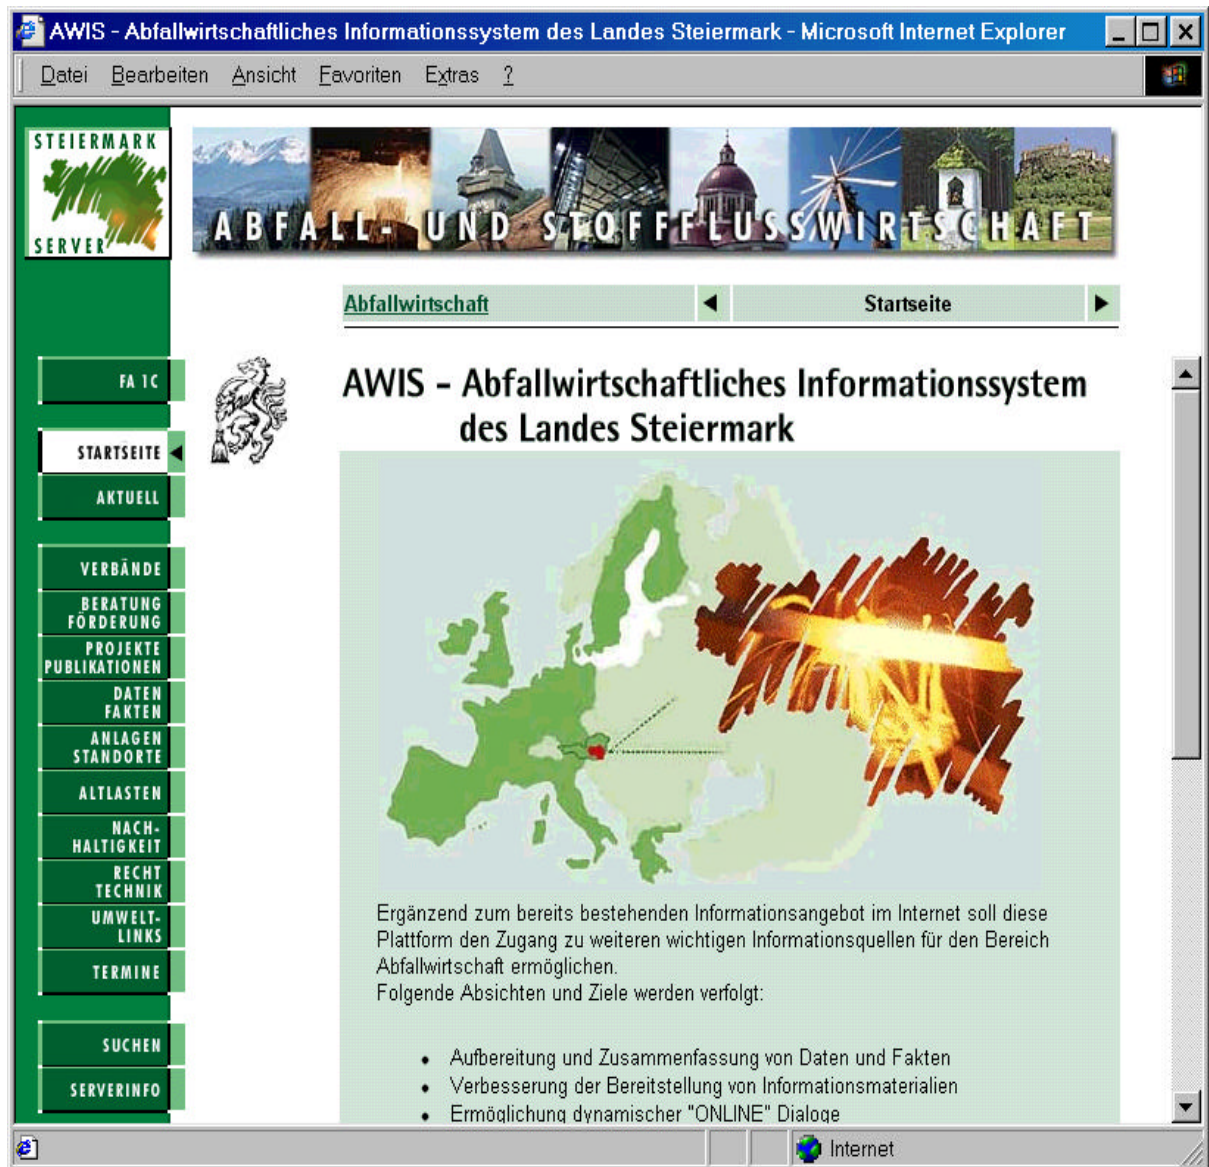 AWIS - Abfallwirtschaftliches Informationssystem des Landes Steiermark - Microsoft Internet Explorer
Datei Bearbeiten Ansicht Favoriten Extras ?
STEIERMARK
SERVER
ABFALL- UND STOFFFLUSSWIRTSCHAFT
Abfallwirtschaft
Startseite
FA 1C
STARTSEITE
AKTUELL
VERBÄNDE
BERATUNG
FÖRDERUNG
PROJEKTE
PUBLIKATIONEN
DATEN
FAKTEN
ANLAGEN
STANDORTE
ALTLASTEN
NACH-
HALTIGKEIT
RECHT
TECHNIK
UMWELT-
LINKS
TERMINE
SUCHEN
SERVERINFO
AWIS - Abfallwirtschaftliches Informationssystem
des Landes Steiermark
Ergänzend zum bereits bestehenden Informationsangebot im Internet soll diese
Plattform den Zugang zu weiteren wichtigen Informationsquellen für den Bereich
Abfallwirtschaft ermöglichen.
Folgende Absichten und Ziele werden verfolgt:
• Aufbereitung und Zusammenfassung von Daten und Fakten
• Verbesserung der Bereitstellung von Informationsmaterialien
• Ermöglichung dynamischer "ONLINE" Dialoge
Internet